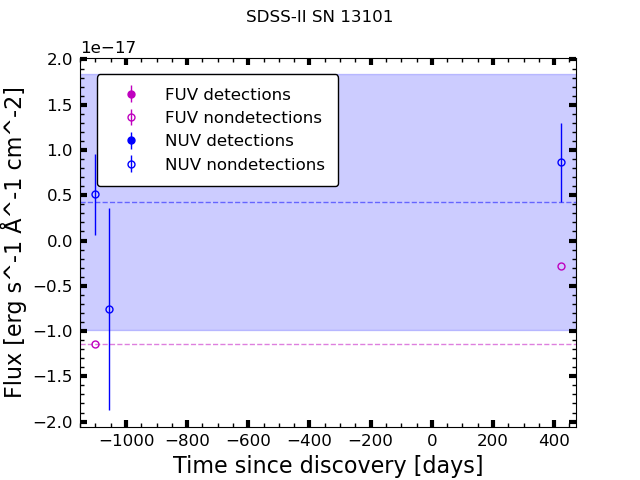 SDSS-II SN 13101
1e−17
2.0
1.5
1.0
0.5
0.0
−0.5
−1.0
−1.5
−2.0
Flux [erg s^-1 Å^-1 cm^-2]
FUV detections
FUV nondetections
NUV detections
NUV nondetections
−1000 −800 −600 −400 −200 0 200 400
Time since discovery [days]